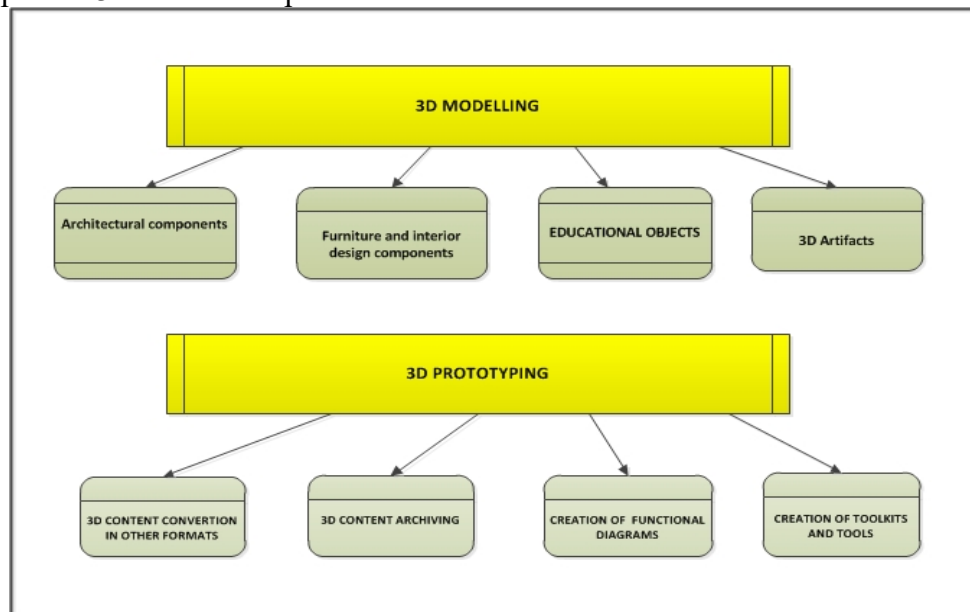 3D MODELLING
Architectural components
Furniture and interior
design components
EDUCATIONAL OBJECTS
3D Artifacts
3D PROTOTYPING
3D CONTENT CONVERTION
IN OTHER FORMATS
3D CONTENT ARCHIVING
CREATION OF FUNCTIONAL
DIAGRAMS
CREATION OF TOOLKITS
AND TOOLS